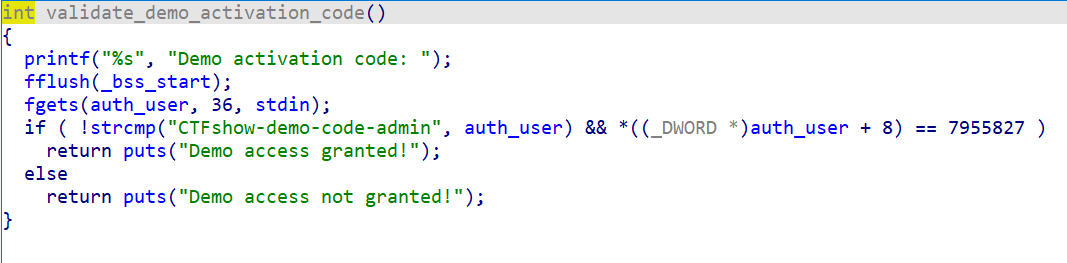 int validate_demo_activation_code()
{
  printf("%s", "Demo activation code: ");
  fflush(_bss_start);
  fgets(auth_user, 36, stdin);
  if ( !strcmp("CTFshow-demo-code-admin", auth_user) && *((_DWORD *)auth_user + 8) == 7955827 )
    return puts("Demo access granted!");
  else
    return puts("Demo access not granted!");
}